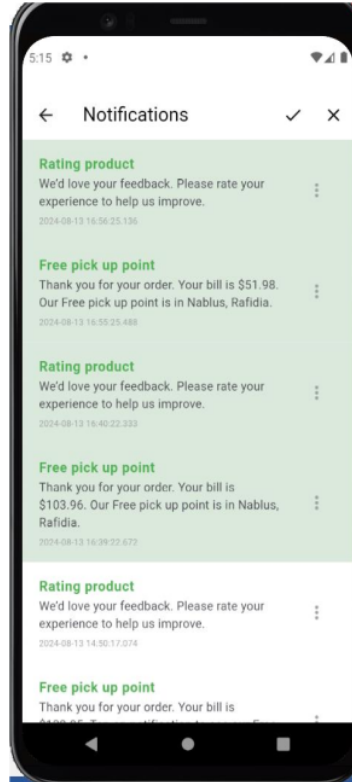 5:15
Notifications
Rating product
We'd love your feedback. Please rate your
experience to help us improve.
2024-08-13 16:56:25.136
Free pick up point
Thank you for your order. Your bill is $51.98.
Our Free pick up point is in Nablus, Rafidia.
2024-08-13 16:55:25.488
Rating product
We'd love your feedback. Please rate your
experience to help us improve.
2024-08-13 16:40:22.333
Free pick up point
Thank you for your order. Your bill is
$103.96. Our Free pick up point is in Nablus,
Rafidia.
2024-08-13 16:39:22.672
Rating product
We'd love your feedback. Please rate your
experience to help us improve.
2024-08-13 14:50:17.074
Free pick up point
Thank you for your order. Your bill is